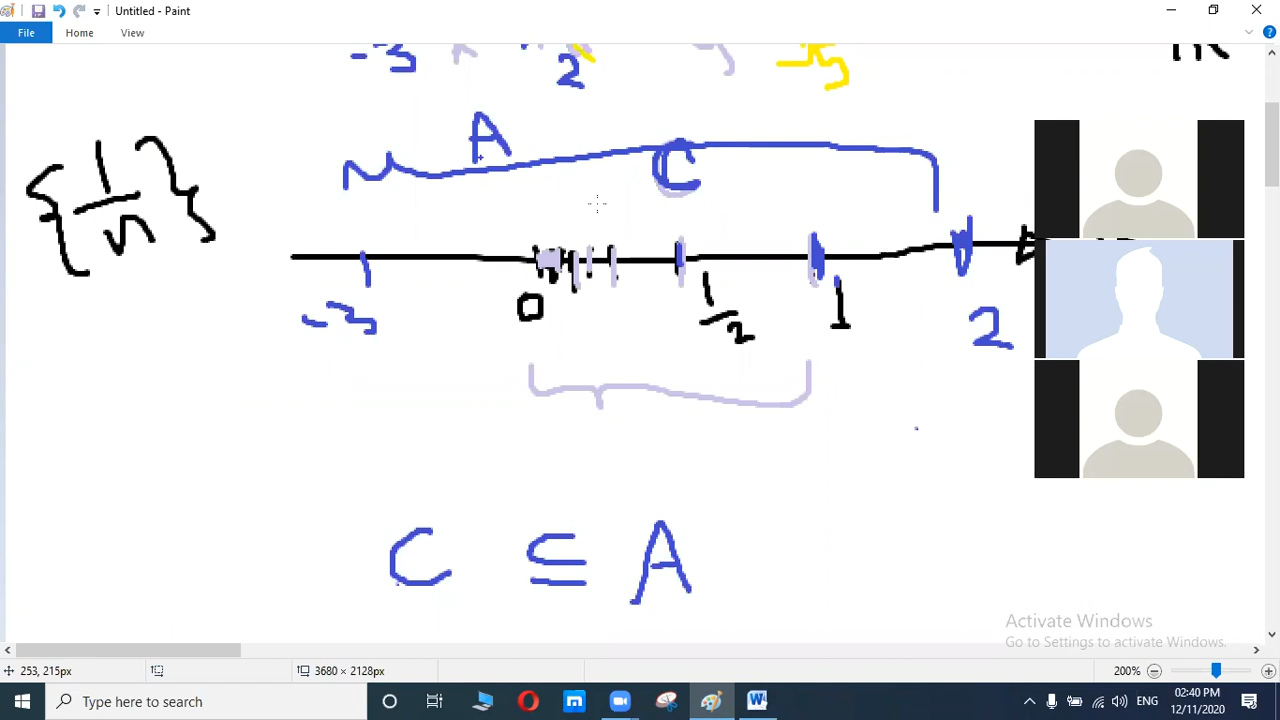 Untitled - Paint
File Home View
-3 2
A C
{1/n}
0 1/2 1
-3 2
C ⊆ A
Activate Windows
Go to Settings to activate Windows.
253, 215px 3680 × 2128px 200%
Type here to search
ENG 02:40 PM
12/11/2020